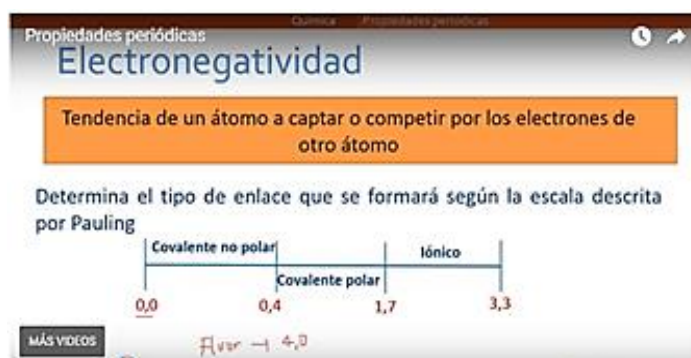 Química Propiedades periódicas
Propiedades periódicas
Electronegatividad
Tendencia de un átomo a captar o competir por los electrones de
otro átomo
Determina el tipo de enlace que se formará según la escala descrita
por Pauling
Covalente no polar
Iónico
Covalente polar
0,0 0,4 1,7 3,3
MÁS VIDEOS
Fluor → 4,0